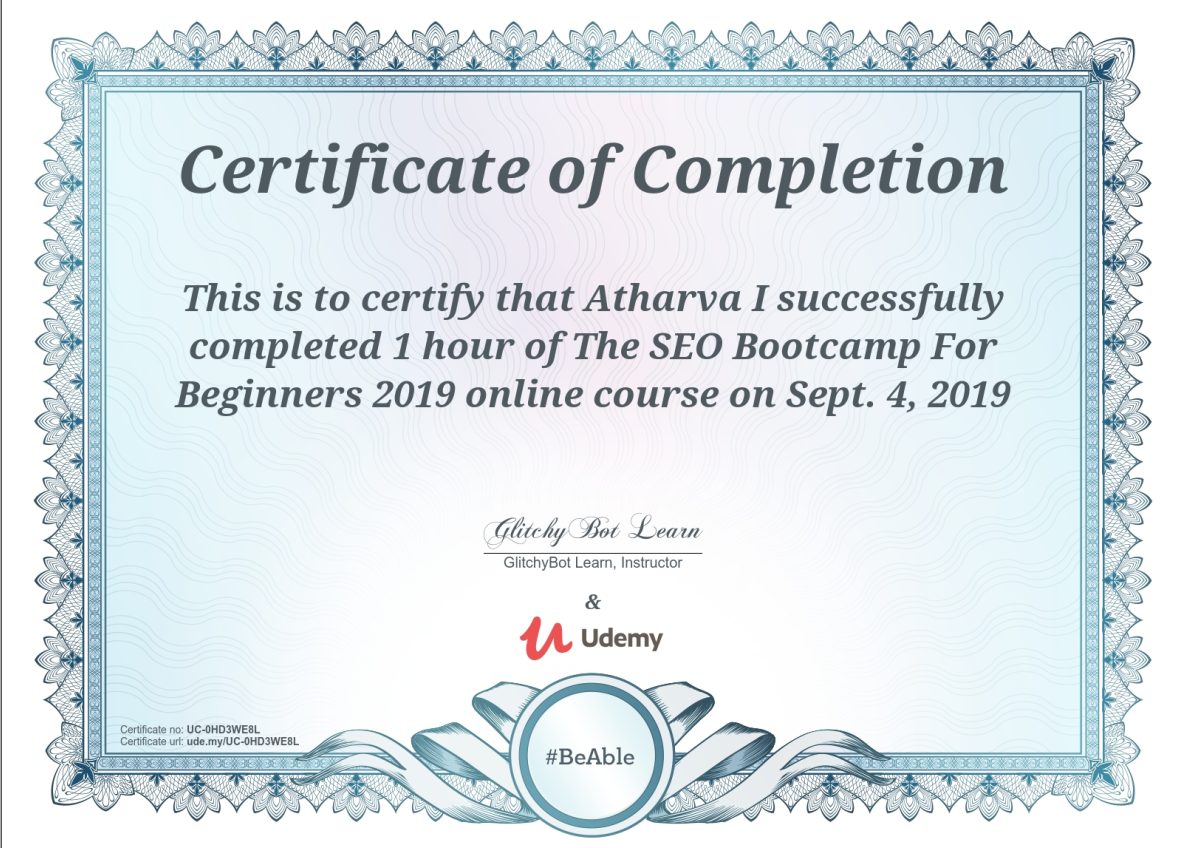 Certificate of Completion
This is to certify that Atharva I successfully
completed 1 hour of The SEO Bootcamp For
Beginners 2019 online course on Sept. 4, 2019
GlitchyBot Learn
GlitchyBot Learn, Instructor
&
Udemy
Certificate no: UC-0HD3WE8L
Certificate url: ude.my/UC-0HD3WE8L
#BeAble